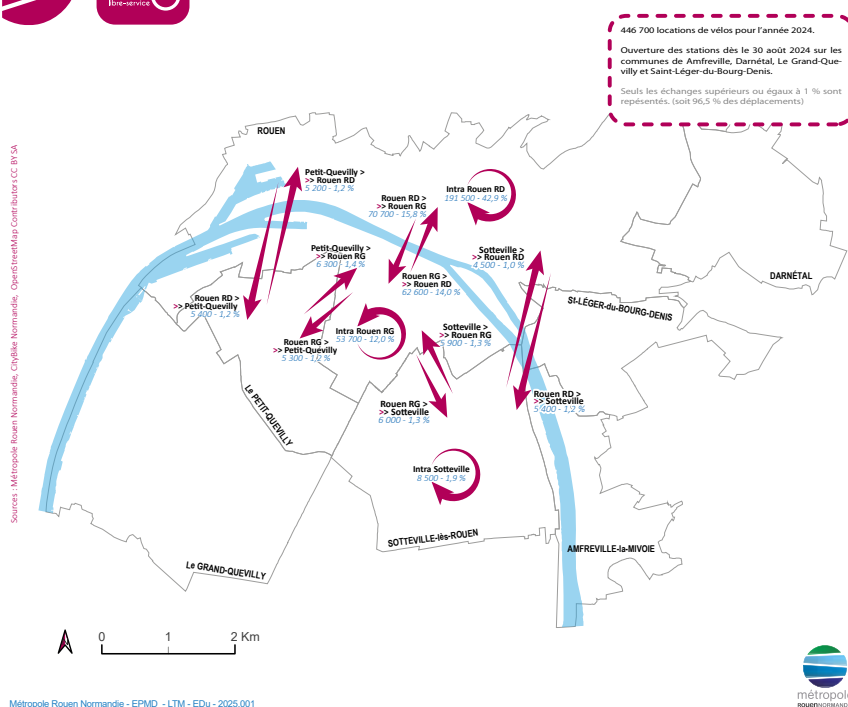 libre-service
446 700 locations de vélos pour l'année 2024.
Ouverture des stations dès le 30 août 2024 sur les
communes de Amfreville, Darnétal, Le Grand-Que-
villy et Saint-Léger-du-Bourg-Denis.
Seuls les échanges supérieurs ou égaux à 1 % sont
repésentés. (soit 96,5 % des déplacements)
ROUEN
Petit-Quevilly >
>> Rouen RD
5 200 - 1,2 %
Intra Rouen RD
191 500 - 42,9 %
Rouen RD >
>> Rouen RG
70 700 - 15,8 %
Petit-Quevilly >
>> Rouen RG
6 300 - 1,4 %
Sotteville >
>> Rouen RD
4 500 - 1,0 %
Rouen RG >
>> Rouen RD
62 600 - 14,0 %
DARNÉTAL
Rouen RD >
>> Petit-Quevilly
5 400 - 1,2 %
St-LÉGER-du-BOURG-DENIS
Intra Rouen RG
53 700 - 12,0 %
Sotteville >
>> Rouen RG
5 900 - 1,3 %
Rouen RG >
>> Petit-Quevilly
5 300 - 1,2 %
Le PETIT-QUEVILLY
Rouen RG >
>> Sotteville
6 000 - 1,3 %
Rouen RD >
>> Sotteville
5 400 - 1,2 %
Intra Sotteville
8 500 - 1,9 %
SOTTEVILLE-lès-ROUEN
AMFREVILLE-la-MIVOIE
Le GRAND-QUEVILLY
Sources : Métropole Rouen Normandie, CityBike Normandie, OpenStreetMap Contributors CC BY SA
0 1 2 Km
métropole
ROUENNORMANDIE
Métropole Rouen Normandie - EPMD - LTM - EDu - 2025.001